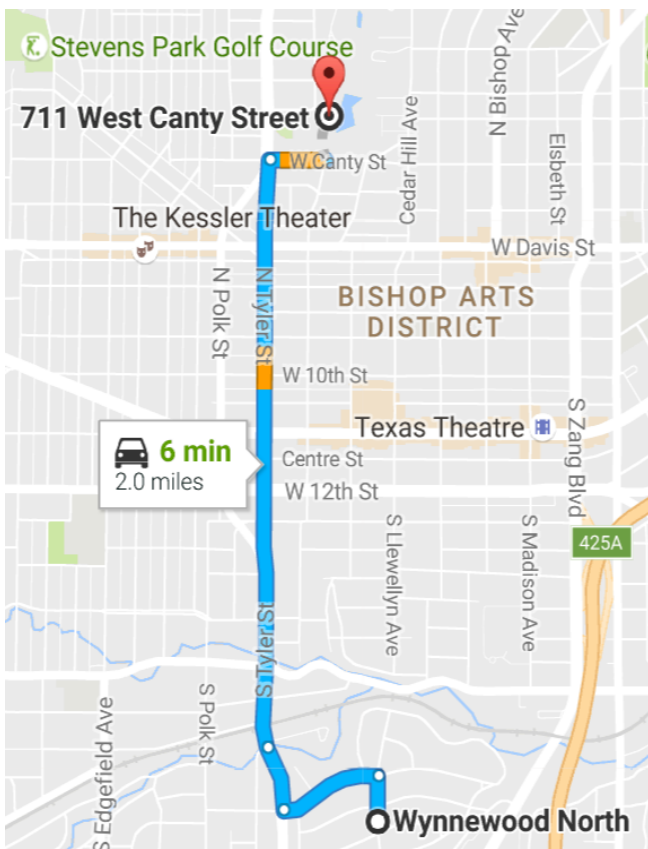 Stevens Park Golf Course
N Bishop Ave
711 West Canty Street
Cedar Hill Ave
Elsbeth St
W Canty St
The Kessler Theater
W Davis St
N Polk St
N Tyler St
BISHOP ARTS
DISTRICT
W 10th St
Texas Theatre
S Zang Blvd
6 min
2.0 miles
Centre St
W 12th St
S Llewellyn Ave
S Madison Ave
425A
S Tyler St
S Polk St
S Edgefield Ave
Wynnewood North